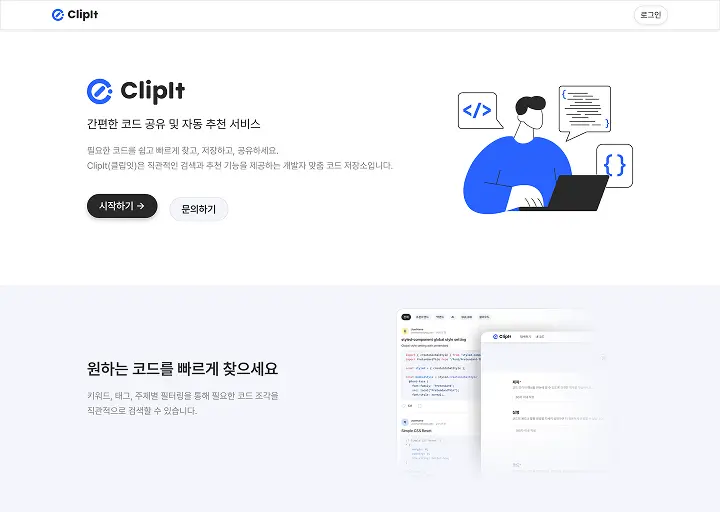 ClipIt
로그인
ClipIt
간편한 코드 공유 및 자동 추천 서비스
필요한 코드를 쉽고 빠르게 찾고, 저장하고, 공유하세요.
ClipIt(클립잇)은 직관적인 검색과 추천 기능을 제공하는 개발자 맞춤 코드 저장소입니다.
시작하기 →
문의하기
</>
{
}
{ }
원하는 코드를 빠르게 찾으세요
키워드, 태그, 주제별 필터링을 통해 필요한 코드 조각을
직관적으로 검색할 수 있습니다.
styled-component global style setting
Simple CSS Reset
ClipIt